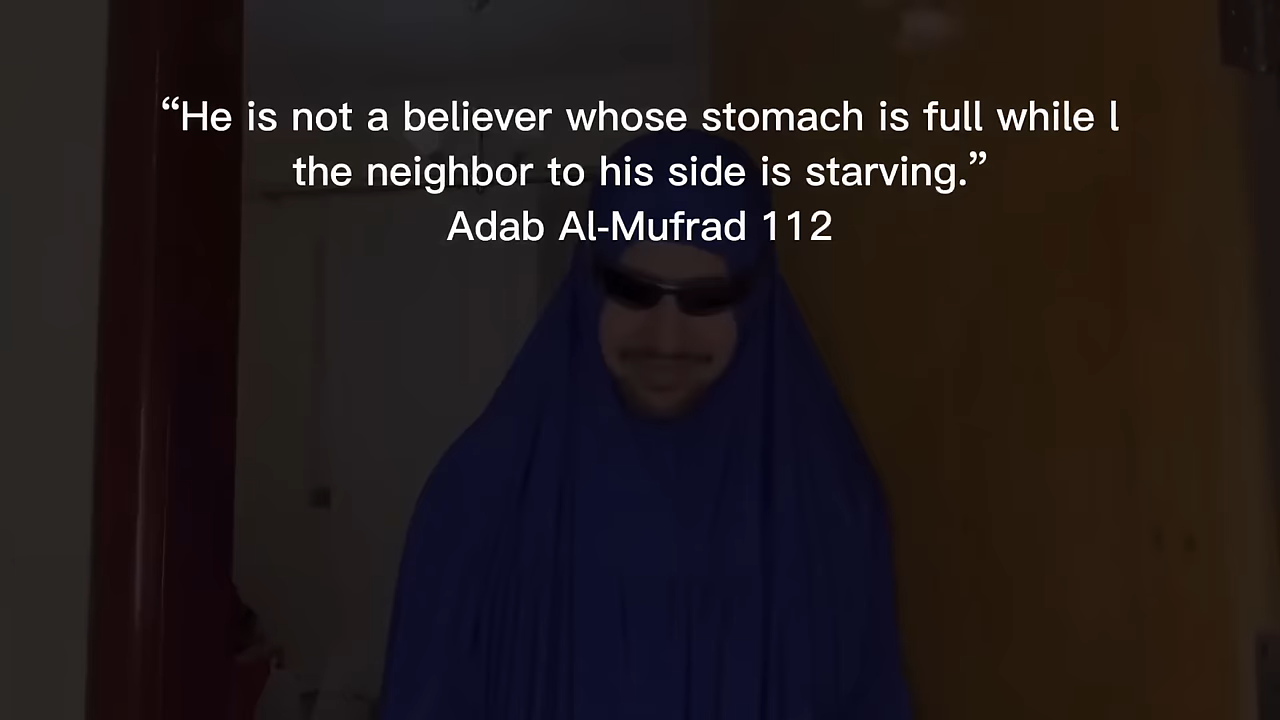 “He is not a believer whose stomach is full while l
the neighbor to his side is starving.”
Adab Al-Mufrad 112